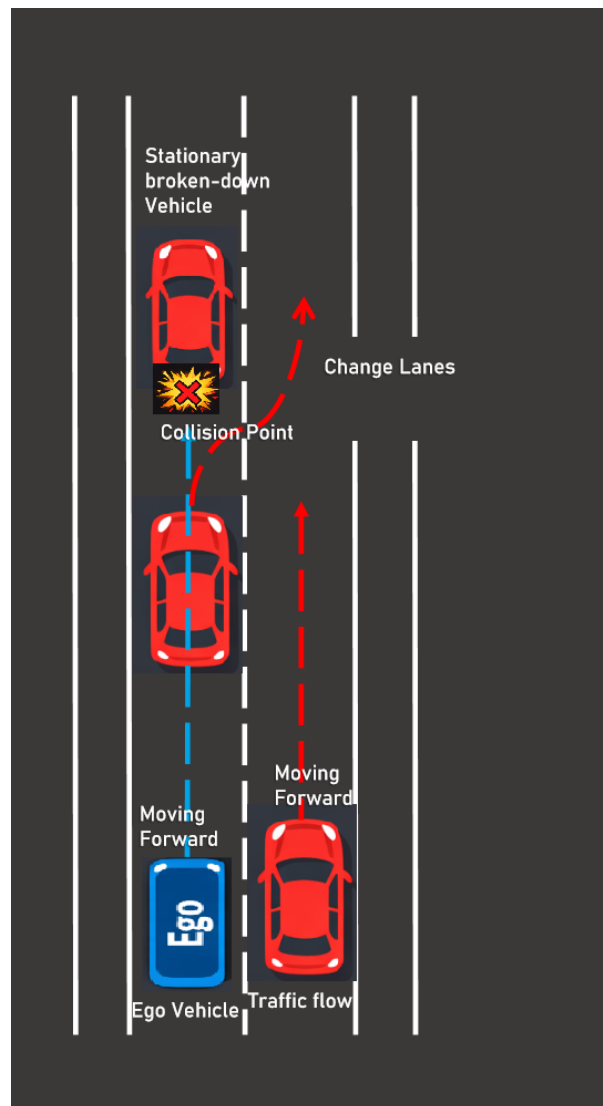 Stationary
broken-down
Vehicle
Change Lanes
Collision Point
Moving
Forward
Moving
Forward
Ego
Ego Vehicle
Traffic flow